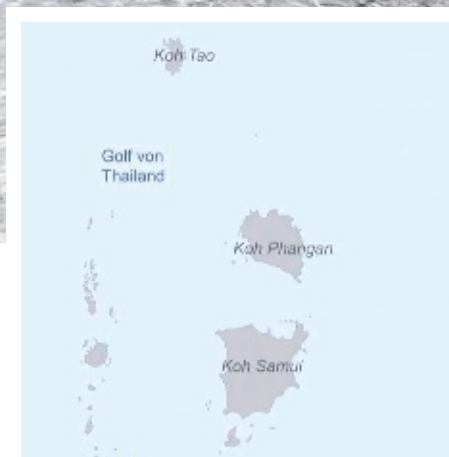 Koh Tao
Golf von
Thailand
Koh Phangan
Koh Samui